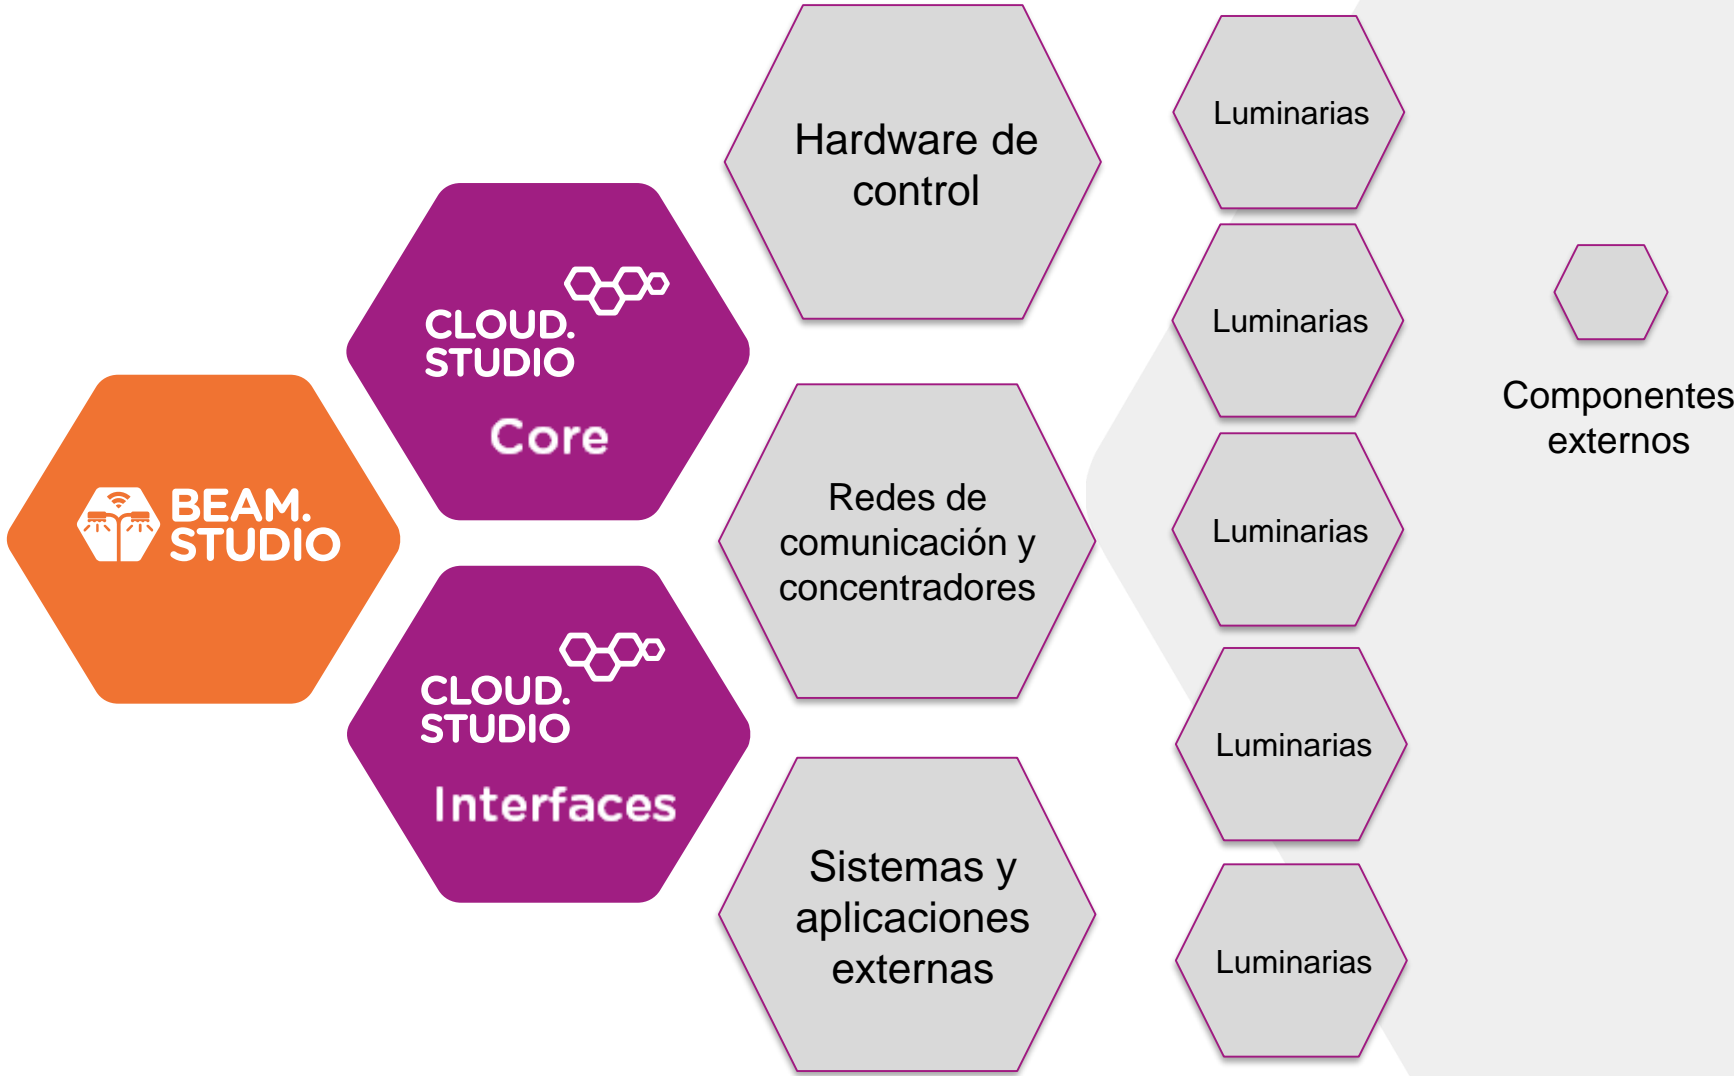 BEAM.
STUDIO
CLOUD.
STUDIO
Core
CLOUD.
STUDIO
Interfaces
Hardware de
control
Redes de
comunicación y
concentradores
Sistemas y
aplicaciones
externas
Luminarias
Luminarias
Luminarias
Luminarias
Luminarias
Componentes
externos